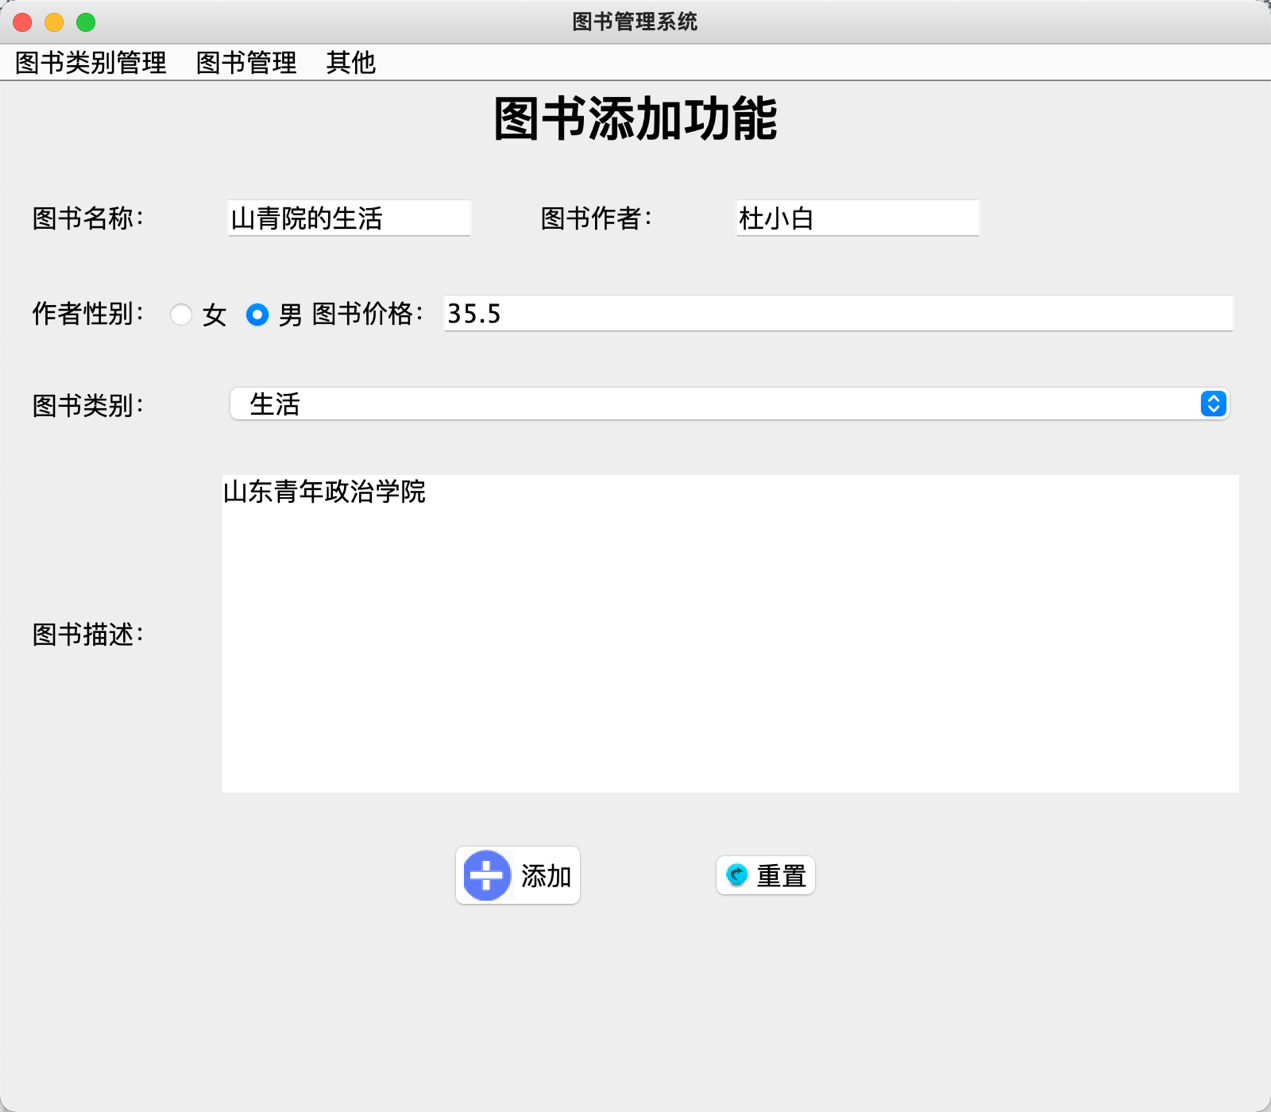 图书管理系统
图书类别管理 图书管理 其他
图书添加功能
图书名称： 山青院的生活 图书作者： 杜小白
作者性别： 女 男 图书价格： 35.5
图书类别： 生活
山东青年政治学院
图书描述：
添加 重置